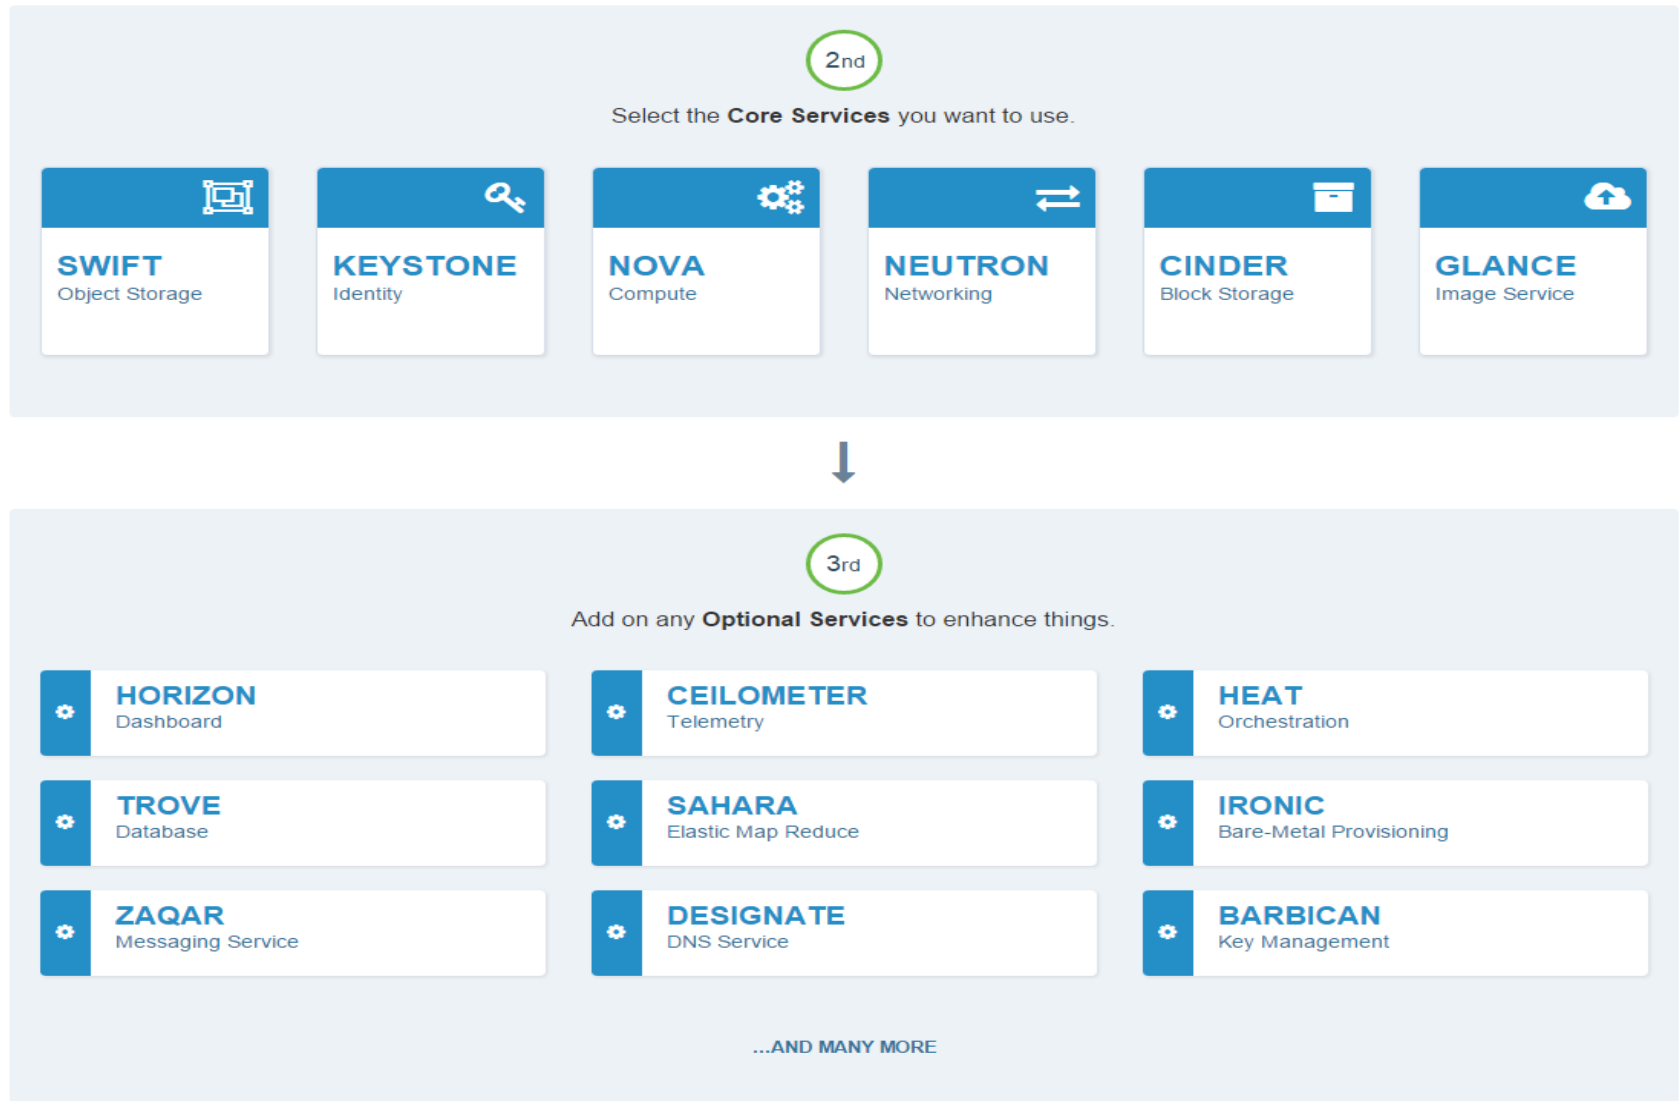 2nd
Select the Core Services you want to use.
SWIFT
Object Storage
KEYSTONE
Identity
NOVA
Compute
NEUTRON
Networking
CINDER
Block Storage
GLANCE
Image Service
3rd
Add on any Optional Services to enhance things.
HORIZON
Dashboard
CEILOMETER
Telemetry
HEAT
Orchestration
TROVE
Database
SAHARA
Elastic Map Reduce
IRONIC
Bare-Metal Provisioning
ZAQAR
Messaging Service
DESIGNATE
DNS Service
BARBICAN
Key Management
...AND MANY MORE